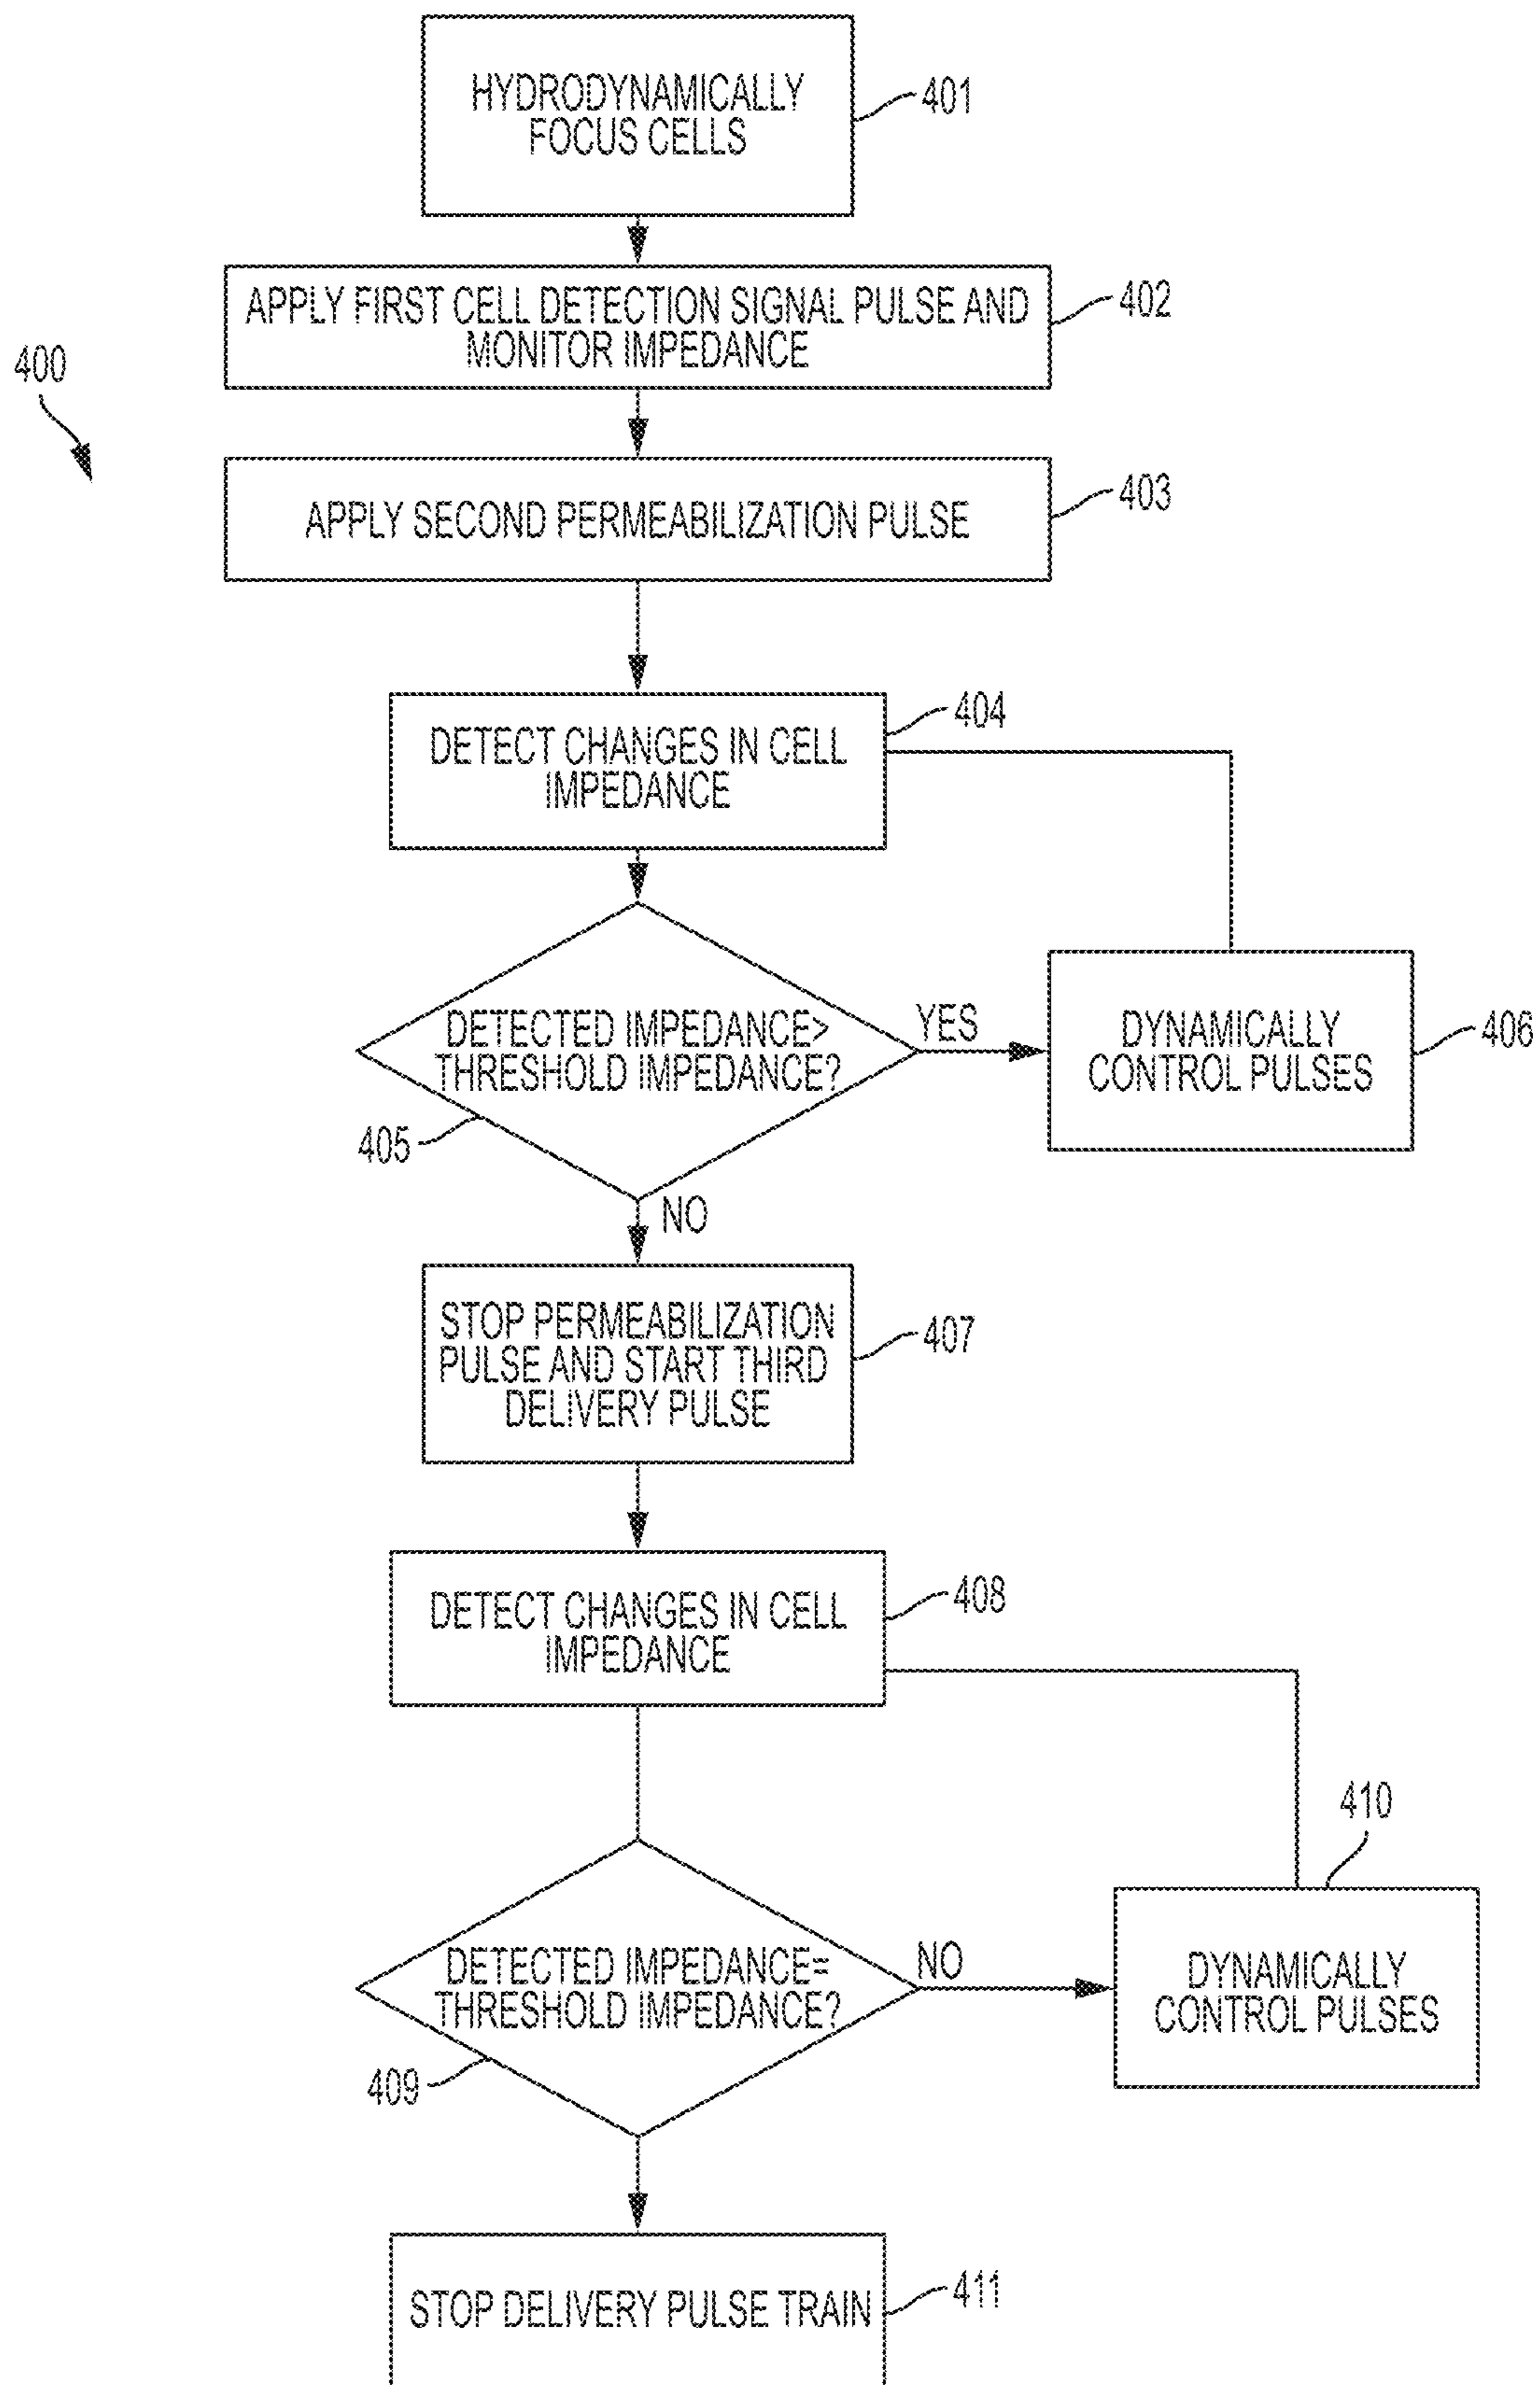 HYDRODYNAMICALLY
FOCUS CELLS
401
APPLY FIRST CELL DETECTION SIGNAL PULSE AND
MONITOR IMPEDANCE
402
400
APPLY SECOND PERMEABILIZATION PULSE
403
DETECT CHANGES IN CELL
IMPEDANCE
404
DETECTED IMPEDANCE>
THRESHOLD IMPEDANCE?
405
YES
DYNAMICALLY
CONTROL PULSES
406
NO
STOP PERMEABILIZATION
PULSE AND START THIRD
DELIVERY PULSE
407
DETECT CHANGES IN CELL
IMPEDANCE
408
DETECTED IMPEDANCE=
THRESHOLD IMPEDANCE?
409
NO
410
DYNAMICALLY
CONTROL PULSES
STOP DELIVERY PULSE TRAIN
411